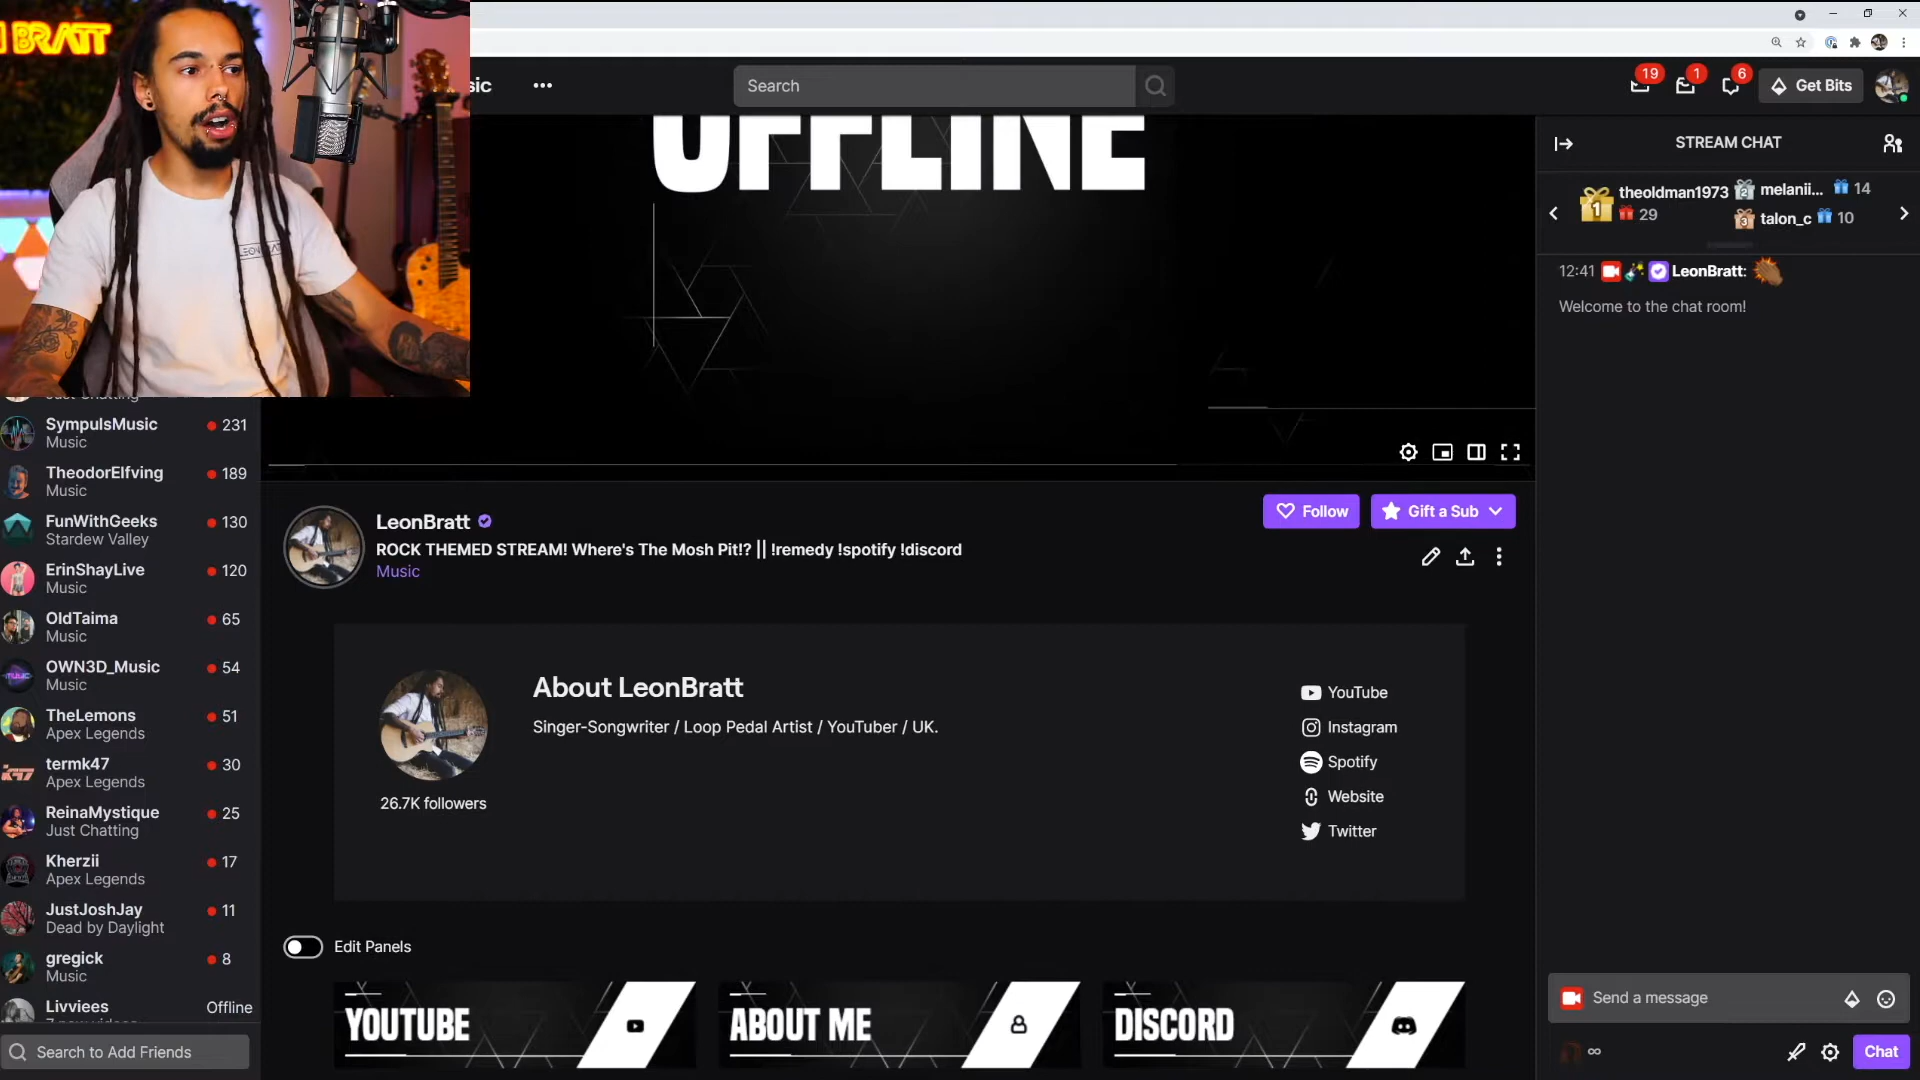 BRATT
LEON BRATT
sic
Search
19
1
6
Get Bits
OFFLINE
STREAM CHAT
1
theoldman1973
29
2
melanii...
14
3
talon_c
10
12:41 LeonBratt:
Welcome to the chat room!
SympulsMusic
231
Music
TheodorElfving
189
Music
FunWithGeeks
130
Stardew Valley
ErinShayLive
120
Music
OldTaima
65
Music
OWN3D_Music
54
Music
TheLemons
51
Apex Legends
termk47
30
Apex Legends
ReinaMystique
25
Just Chatting
Kherzii
17
Apex Legends
JustJoshJay
11
Dead by Daylight
gregick
8
Music
Livviees
Offline
Search to Add Friends
LeonBratt
ROCK THEMED STREAM! Where's The Mosh Pit!? || !remedy !spotify !discord
Music
Follow
Gift a Sub
About LeonBratt
Singer-Songwriter / Loop Pedal Artist / YouTuber / UK.
26.7K followers
YouTube
Instagram
Spotify
Website
Twitter
Edit Panels
YOUTUBE
ABOUT ME
DISCORD
Send a message
∞
Chat